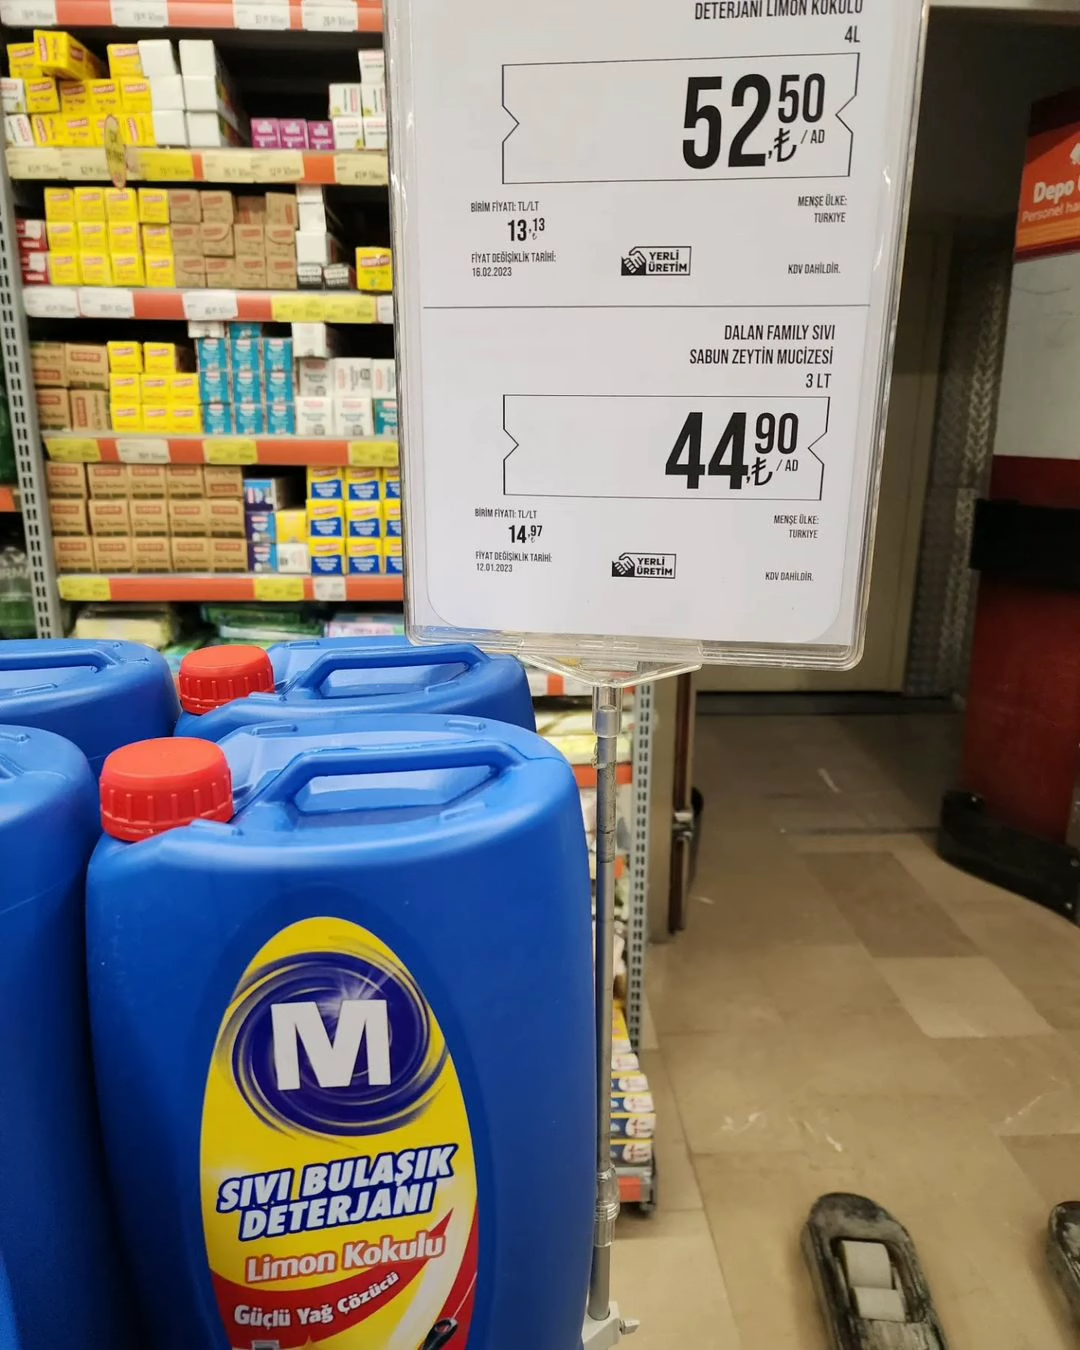 DETERJANI LİMON KOKULU
4L
52,50 ₺ / AD
BİRİM FİYATI: TL/LT
13,13 ₺
FİYAT DEĞİŞİKLİK TARİHİ:
16.02.2023
YERLİ
ÜRETİM
MENŞE ÜLKE:
TURKIYE
KDV DAHİLDİR.
DALAN FAMILY SIVI
SABUN ZEYTİN MUCİZESİ
3 LT
44,90 ₺ / AD
BİRİM FİYATI: TL/LT
14,97 ₺
FİYAT DEĞİŞİKLİK TARİHİ:
12.01.2023
YERLİ
ÜRETİM
MENŞE ÜLKE:
TURKIYE
KDV DAHİLDİR.
Depo
Personel
M
SIVI BULAŞIK
DETERJANI
Limon Kokulu
Güçlü Yağ Çözücü